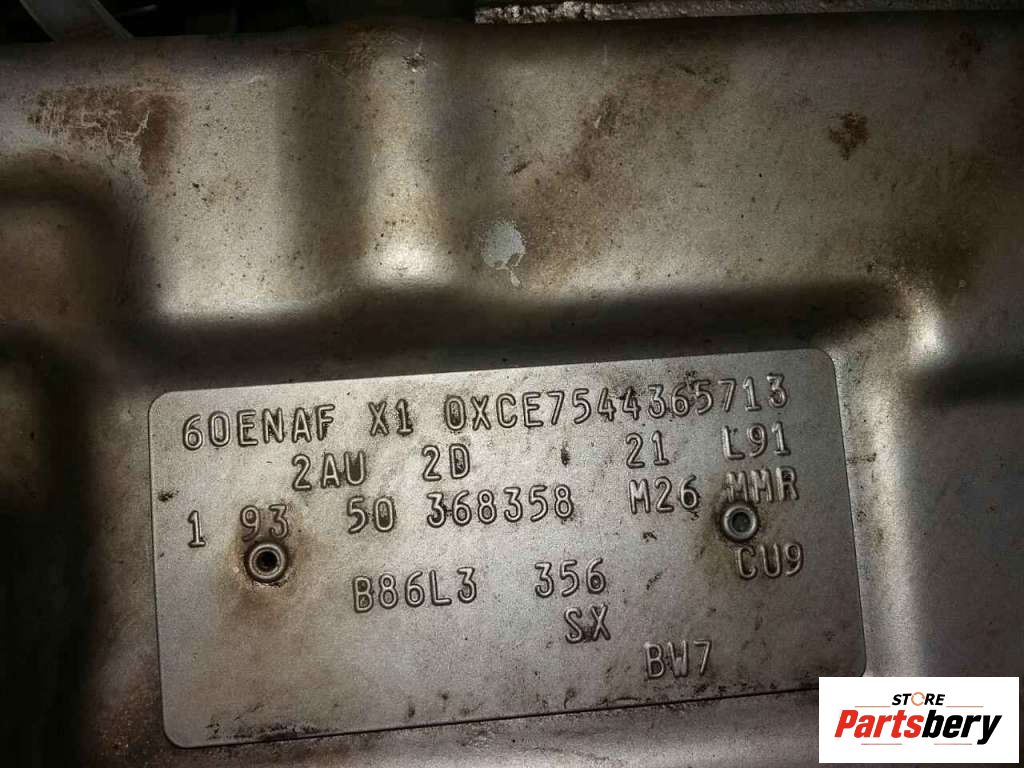 60ENAF X1 0XCE7544365713
2AU 2D 21 L91
1 93 50 368358 M26 MMR
B86L3 356 CU9
SX
BW7
STORE
Partsbery